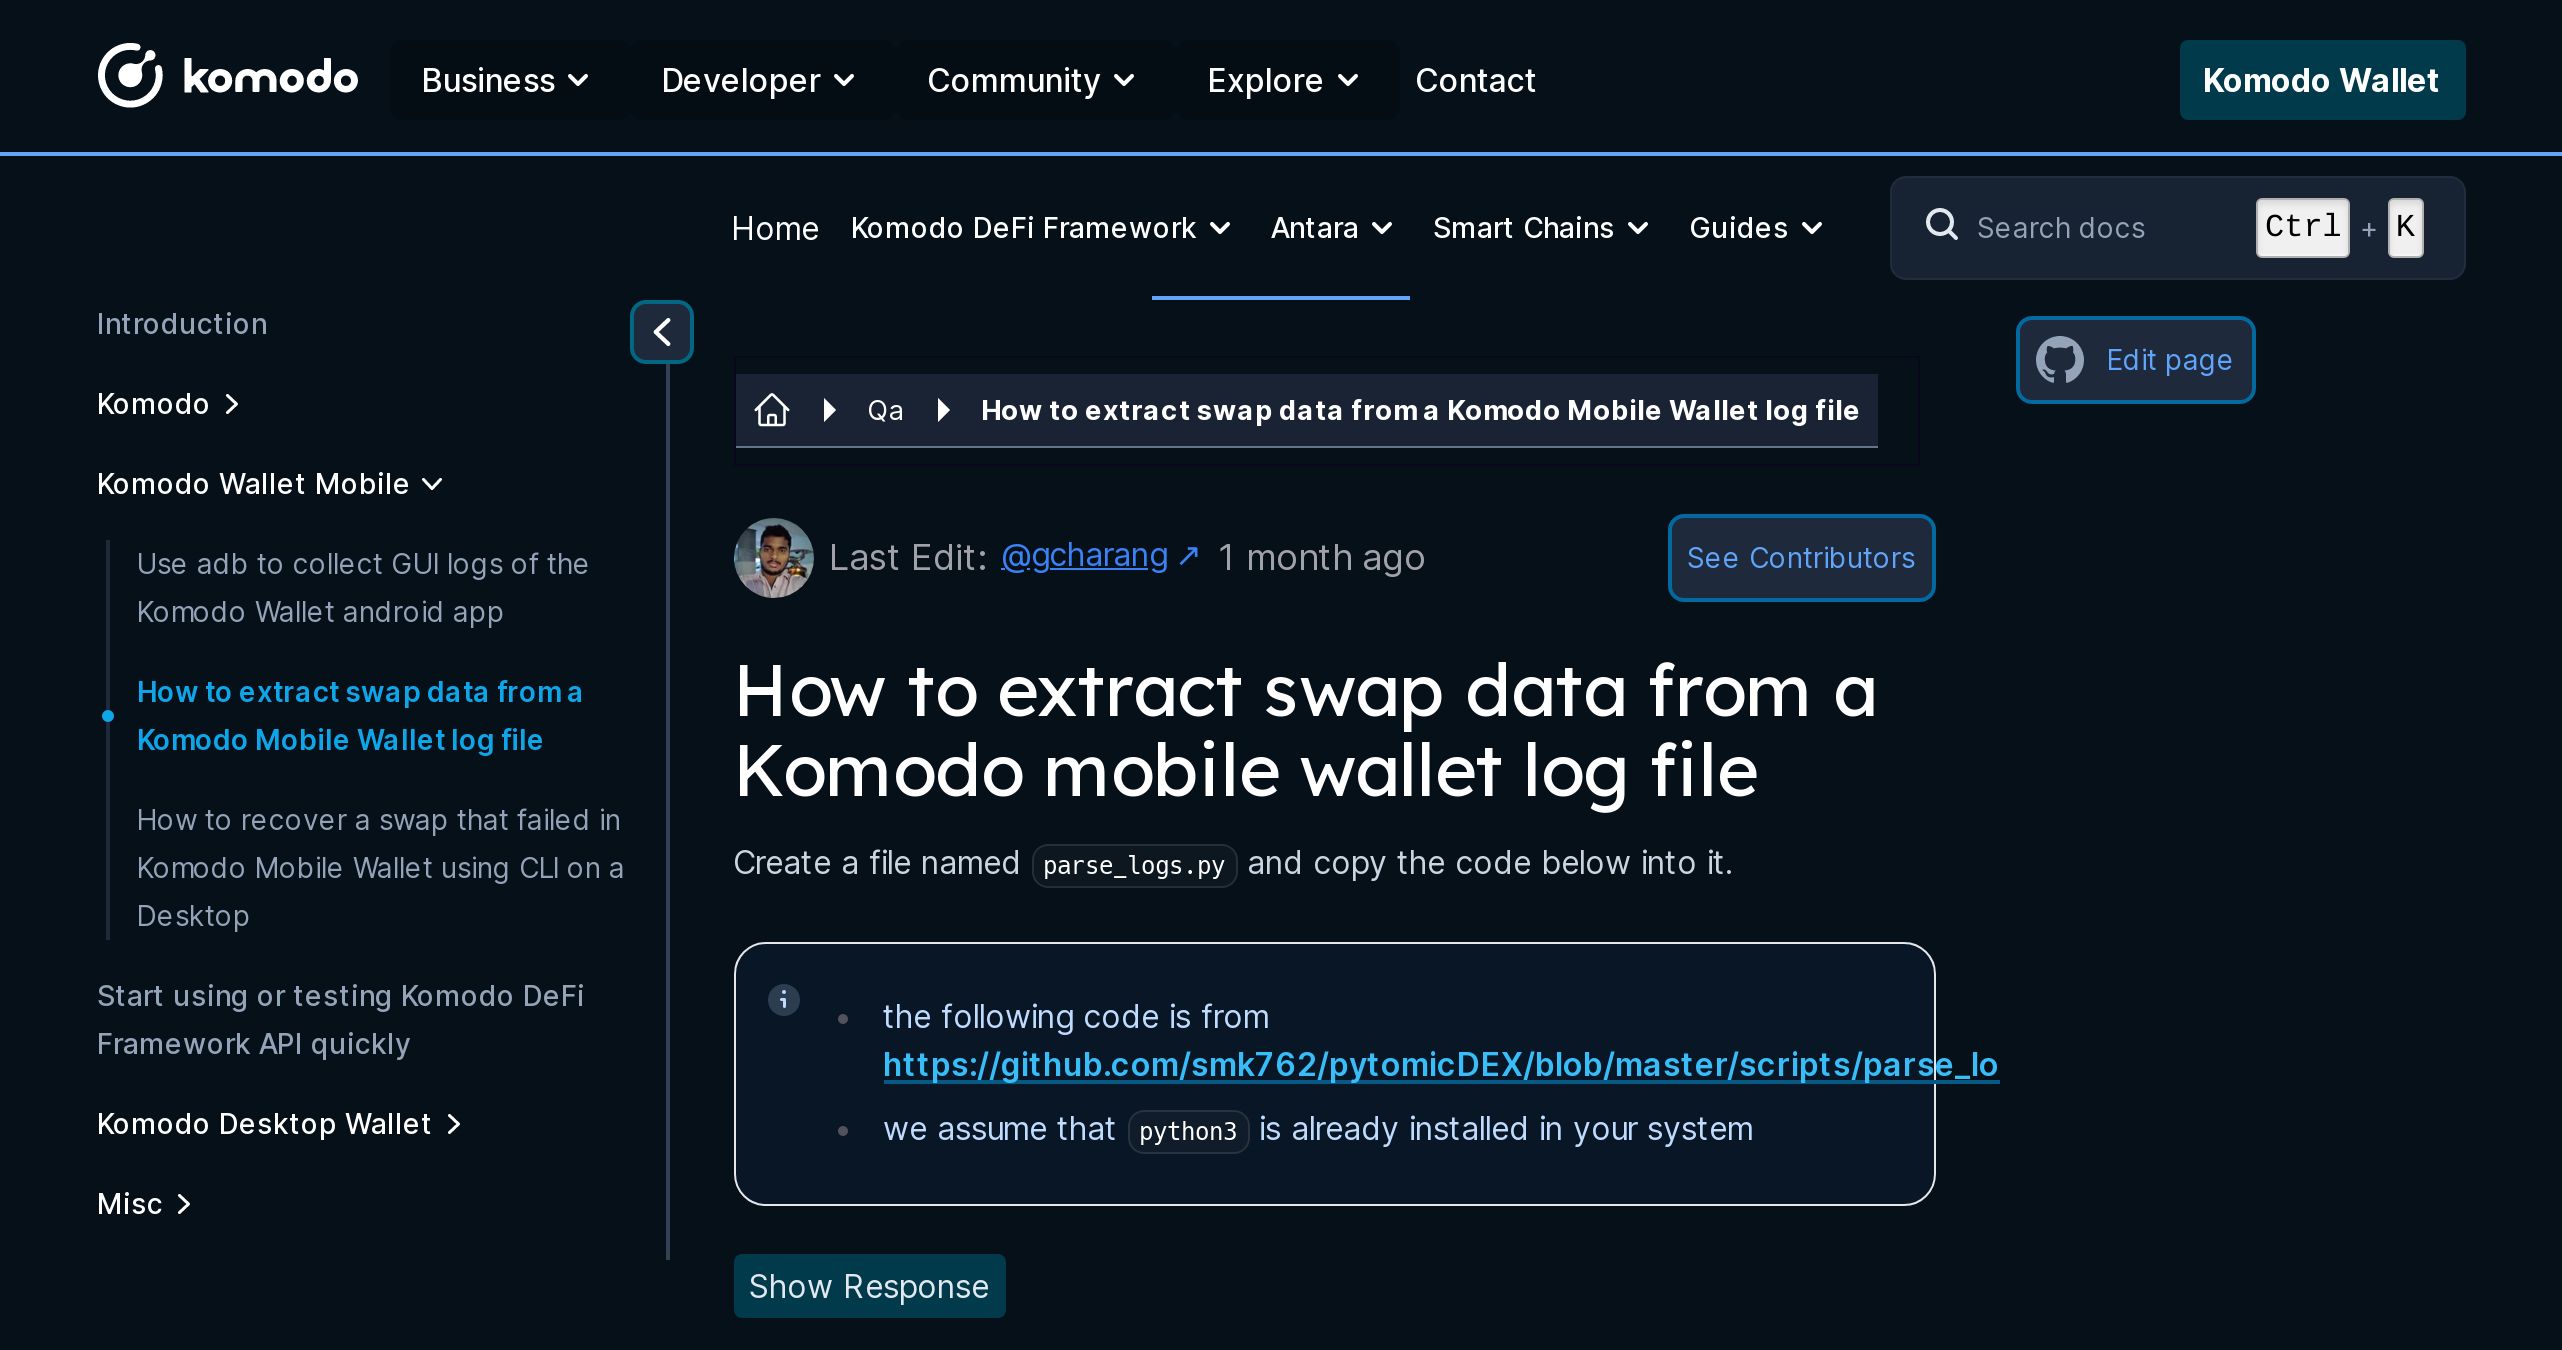 komodo
Business
Developer
Community
Explore
Contact
Komodo Wallet
Home
Komodo DeFi Framework
Antara
Smart Chains
Guides
Search docs
Ctrl + K
Introduction
Komodo
Komodo Wallet Mobile
Use adb to collect GUI logs of the
Komodo Wallet android app
How to extract swap data from a
Komodo Mobile Wallet log file
How to recover a swap that failed in
Komodo Mobile Wallet using CLI on a
Desktop
Start using or testing Komodo DeFi
Framework API quickly
Komodo Desktop Wallet
Misc
Edit page
Qa
How to extract swap data from a Komodo Mobile Wallet log file
Last Edit: @gcharang ↗ 1 month ago
See Contributors
How to extract swap data from a
Komodo mobile wallet log file
Create a file named parse_logs.py and copy the code below into it.
the following code is from
https://github.com/smk762/pytomicDEX/blob/master/scripts/parse_lo
we assume that python3 is already installed in your system
Show Response